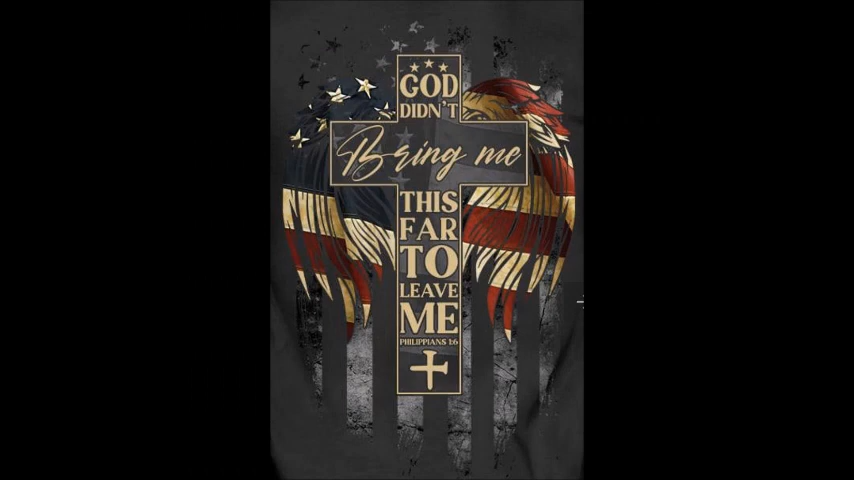 GOD
DIDN'T
Bring me
THIS
FAR
TO
LEAVE
ME
PHILIPPIANS 1:6